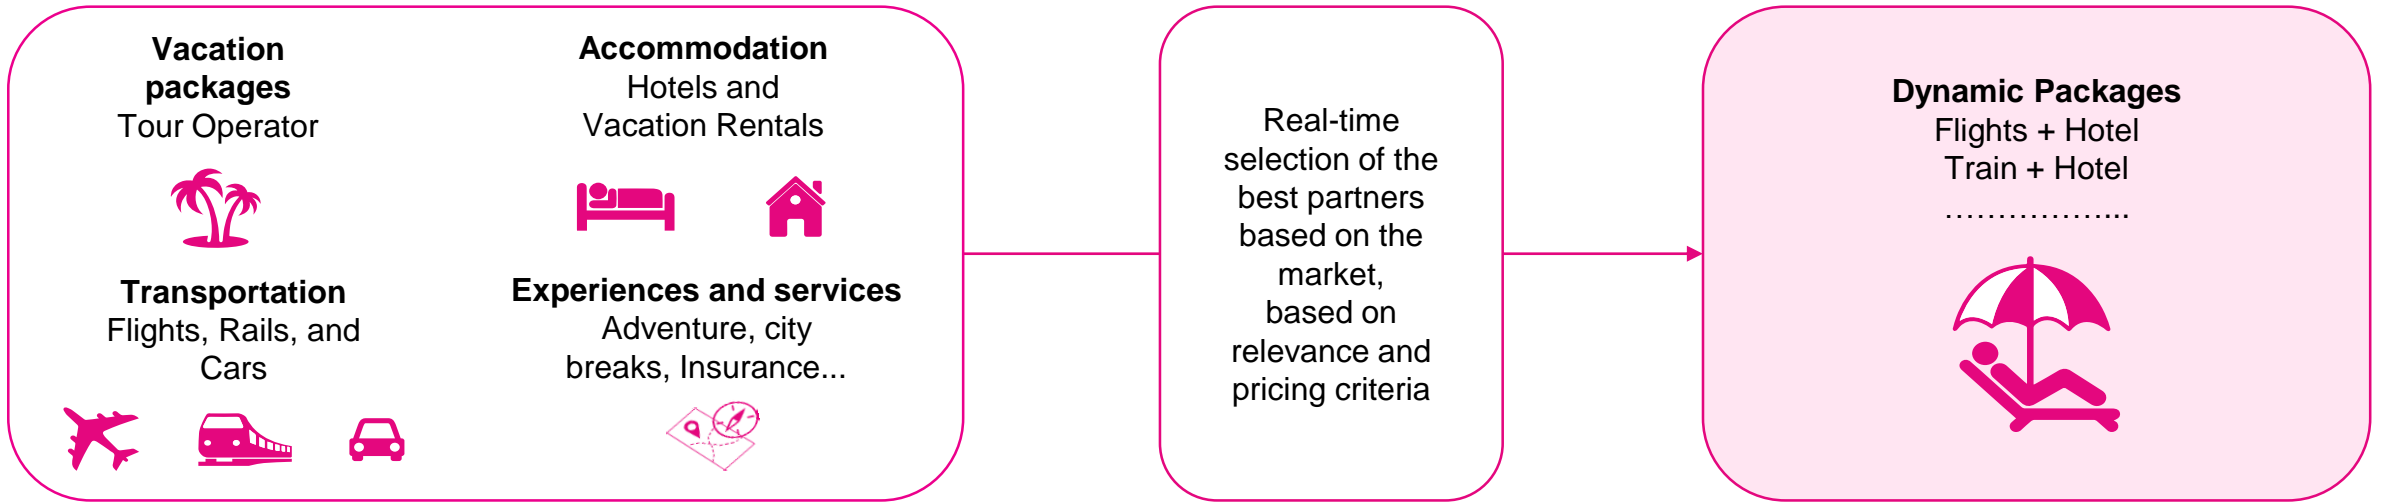 Vacation
packages
Tour Operator
Accommodation
Hotels and
Vacation Rentals
Transportation
Flights, Rails, and
Cars
Experiences and services
Adventure, city
breaks, Insurance...
Real-time
selection of the
best partners
based on the
market,
based on
relevance and
pricing criteria
Dynamic Packages
Flights + Hotel
Train + Hotel
………………...